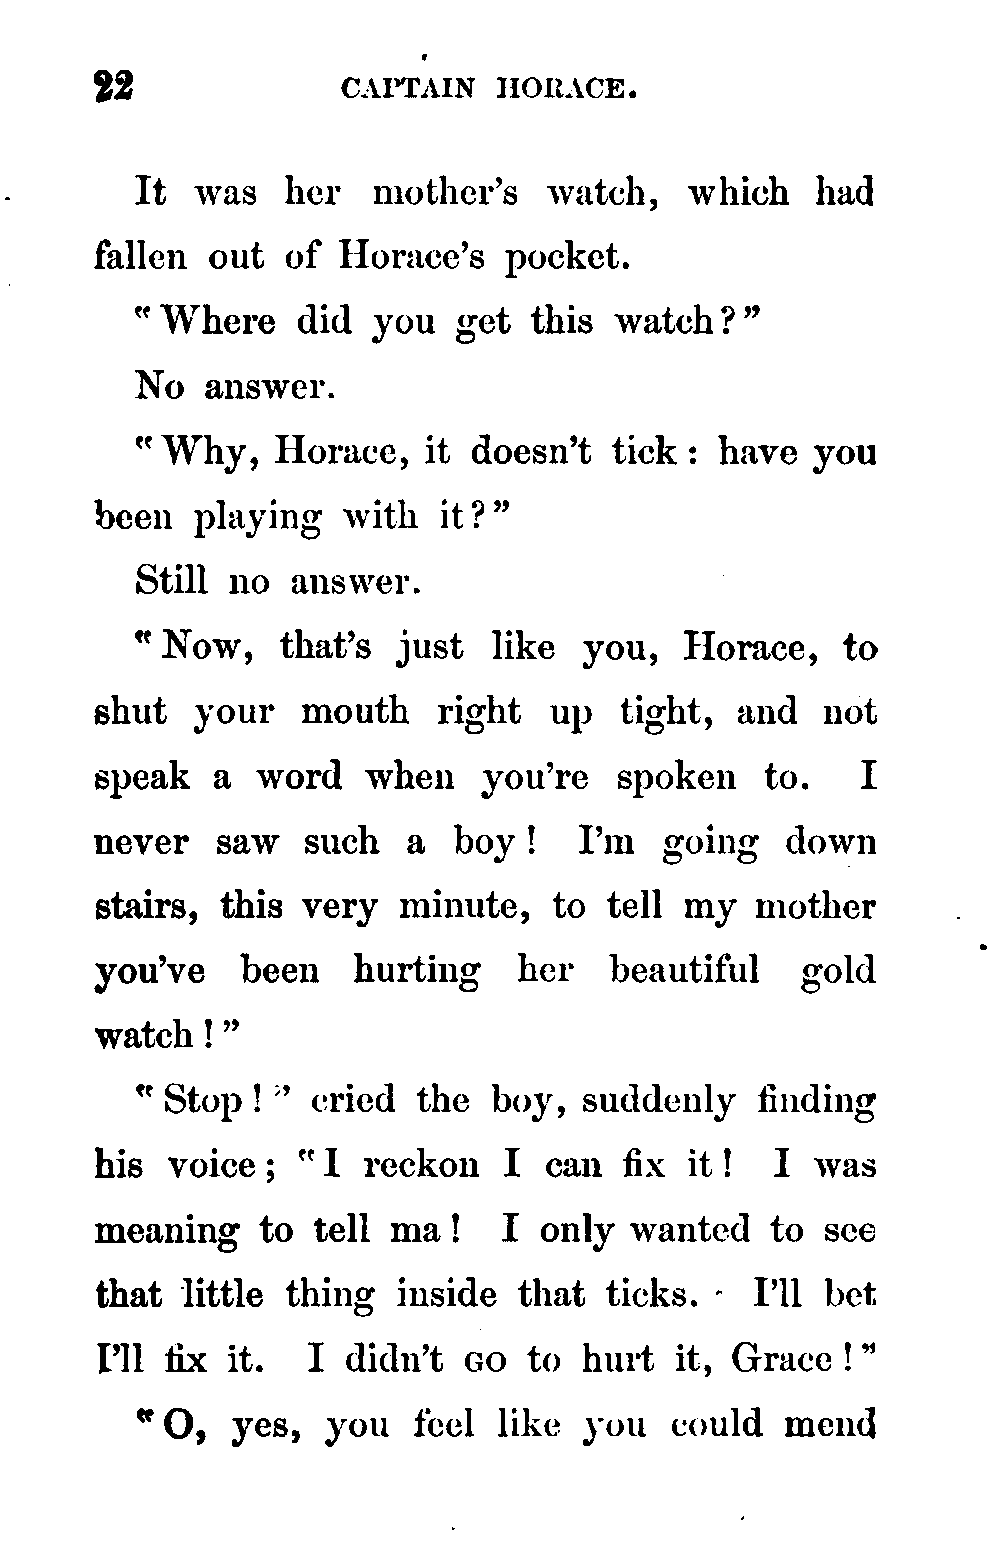 22 CAPTAIN HORACE.
It was her mother's watch, which had
fallen out of Horace's pocket.
"Where did you get this watch?"
No answer.
"Why, Horace, it doesn't tick: have you
been playing with it?"
Still no answer.
"Now, that's just like you, Horace, to
shut your mouth right up tight, and not
speak a word when you're spoken to. I
never saw such a boy! I'm going down
stairs, this very minute, to tell my mother
you've been hurting her beautiful gold
watch!"
"Stop!" cried the boy, suddenly finding
his voice; "I reckon I can fix it! I was
meaning to tell ma! I only wanted to see
that little thing inside that ticks. I'll bet
I'll fix it. I didn't GO to hurt it, Grace!"
"O, yes, you feel like you could mend